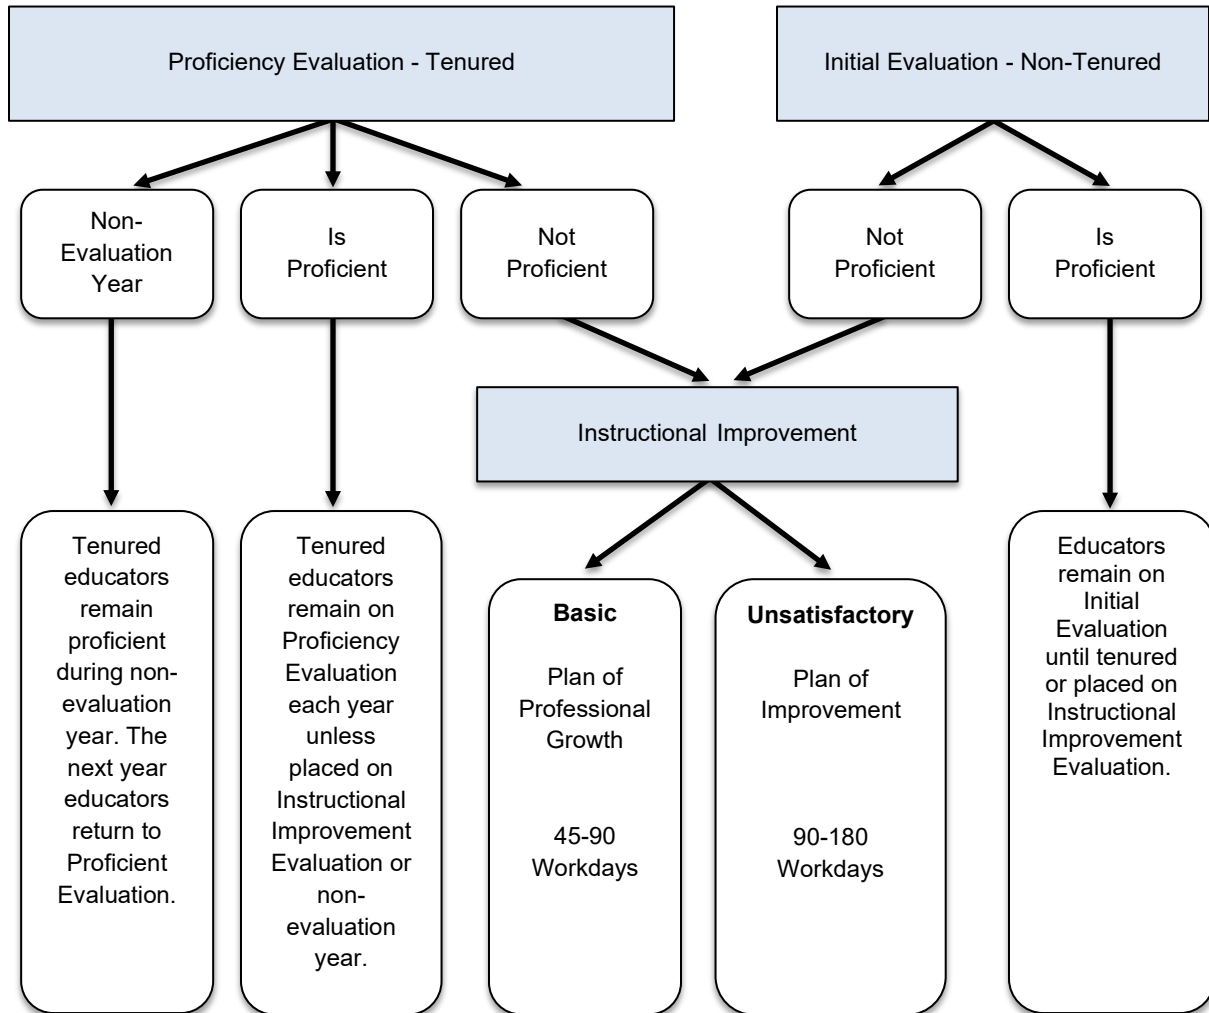 Proficiency Evaluation - Tenured
Initial Evaluation - Non-Tenured
Non-
Evaluation
Year
Is
Proficient
Not
Proficient
Not
Proficient
Is
Proficient
Instructional Improvement
Tenured
educators
remain
proficient
during non-
evaluation
year. The
next year
educators
return to
Proficient
Evaluation.
Tenured
educators
remain on
Proficiency
Evaluation
each year
unless
placed on
Instructional
Improvement
Evaluation or
non-
evaluation
year.
Basic
Plan of
Professional
Growth
45-90
Workdays
Unsatisfactory
Plan of
Improvement
90-180
Workdays
Educators
remain on
Initial
Evaluation
until tenured
or placed on
Instructional
Improvement
Evaluation.